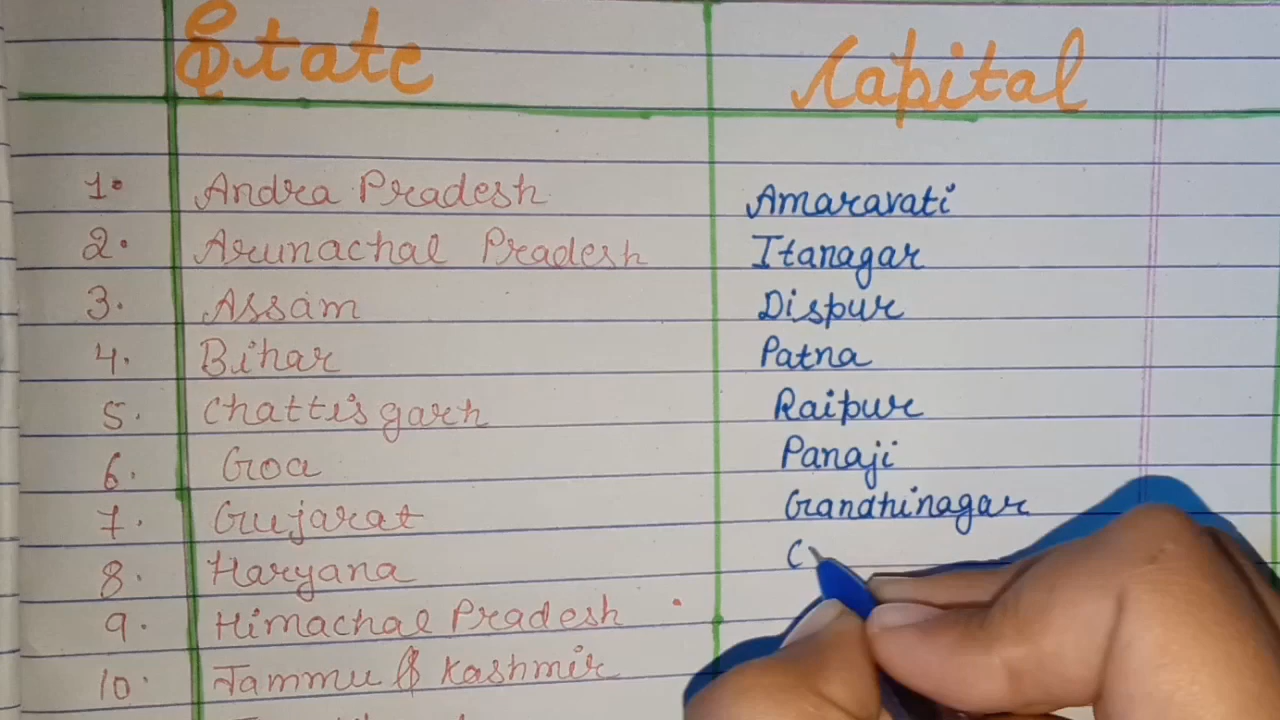 State Capital
1. Andra Pradesh Amaravati
2. Arunachal Pradesh Itanagar
3. Assam Dispur
4. Bihar Patna
5. Chattisgarh Raipur
6. Goa Panaji
7. Gujarat Gandhinagar
8. Haryana C
9. Himachal Pradesh
10. Jammu & Kashmir